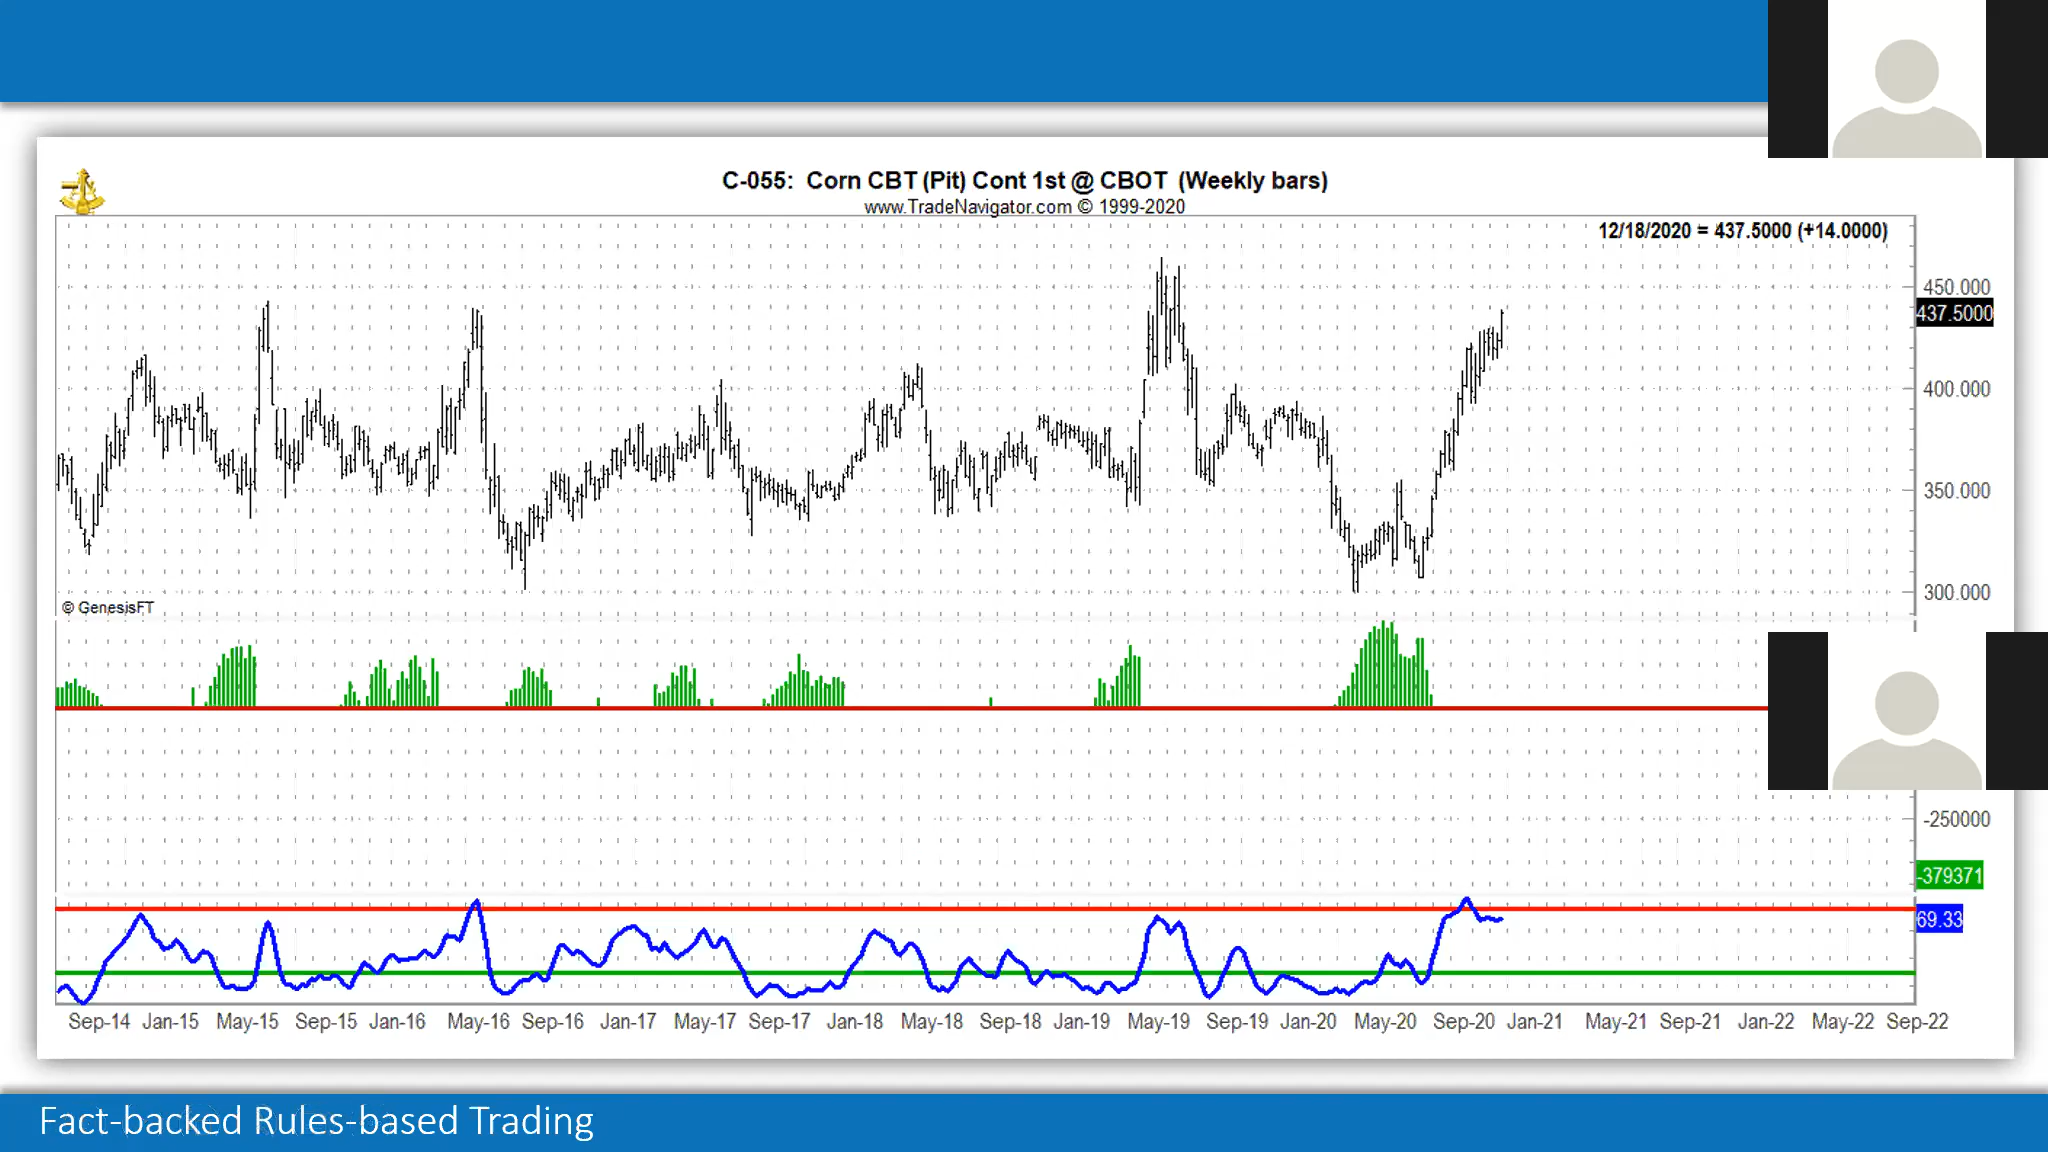 C-055: Corn CBT (Pit) Cont 1st @ CBOT (Weekly bars)
www.TradeNavigator.com © 1999-2020
12/18/2020 = 437.5000 (+14.0000)
450.000
437.5000
400.000
350.000
300.000
© GenesisFT
-250000
-379371
69.33
Sep-14 Jan-15 May-15 Sep-15 Jan-16 May-16 Sep-16 Jan-17 May-17 Sep-17 Jan-18 May-18 Sep-18 Jan-19 May-19 Sep-19 Jan-20 May-20 Sep-20 Jan-21 May-21 Sep-21 Jan-22 May-22 Sep-22
Fact-backed Rules-based Trading